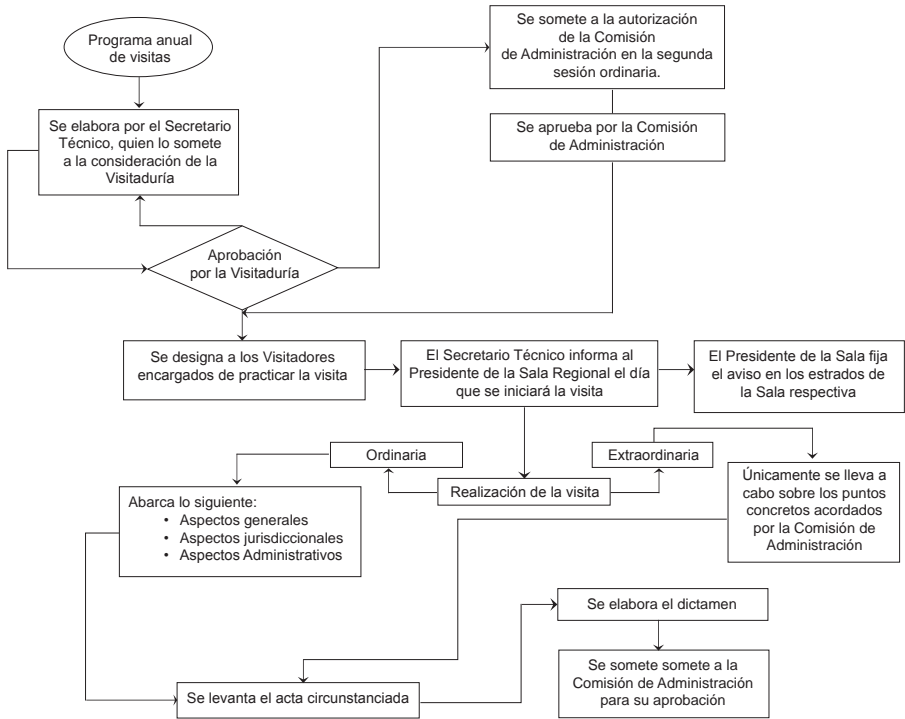 Programa anual
de visitas
Se somete a la autorización
de la Comisión
de Administración en la segunda
sesión ordinaria.
Se elabora por el Secretario
Técnico, quien lo somete
a la consideración de la
Visitaduría
Se aprueba por la Comisión
de Administración
Aprobación
por la Visitaduría
Se designa a los Visitadores
encargados de practicar la visita
El Secretario Técnico informa al
Presidente de la Sala Regional el día
que se iniciará la visita
El Presidente de la Sala fija
el aviso en los estrados de
la Sala respectiva
Ordinaria
Extraordinaria
Realización de la visita
Únicamente se lleva a
cabo sobre los puntos
concretos acordados
por la Comisión de
Administración
Abarca lo siguiente:
• Aspectos generales
• Aspectos jurisdiccionales
• Aspectos Administrativos
Se elabora el dictamen
Se somete somete a la
Comisión de Administración
para su aprobación
Se levanta el acta circunstanciada